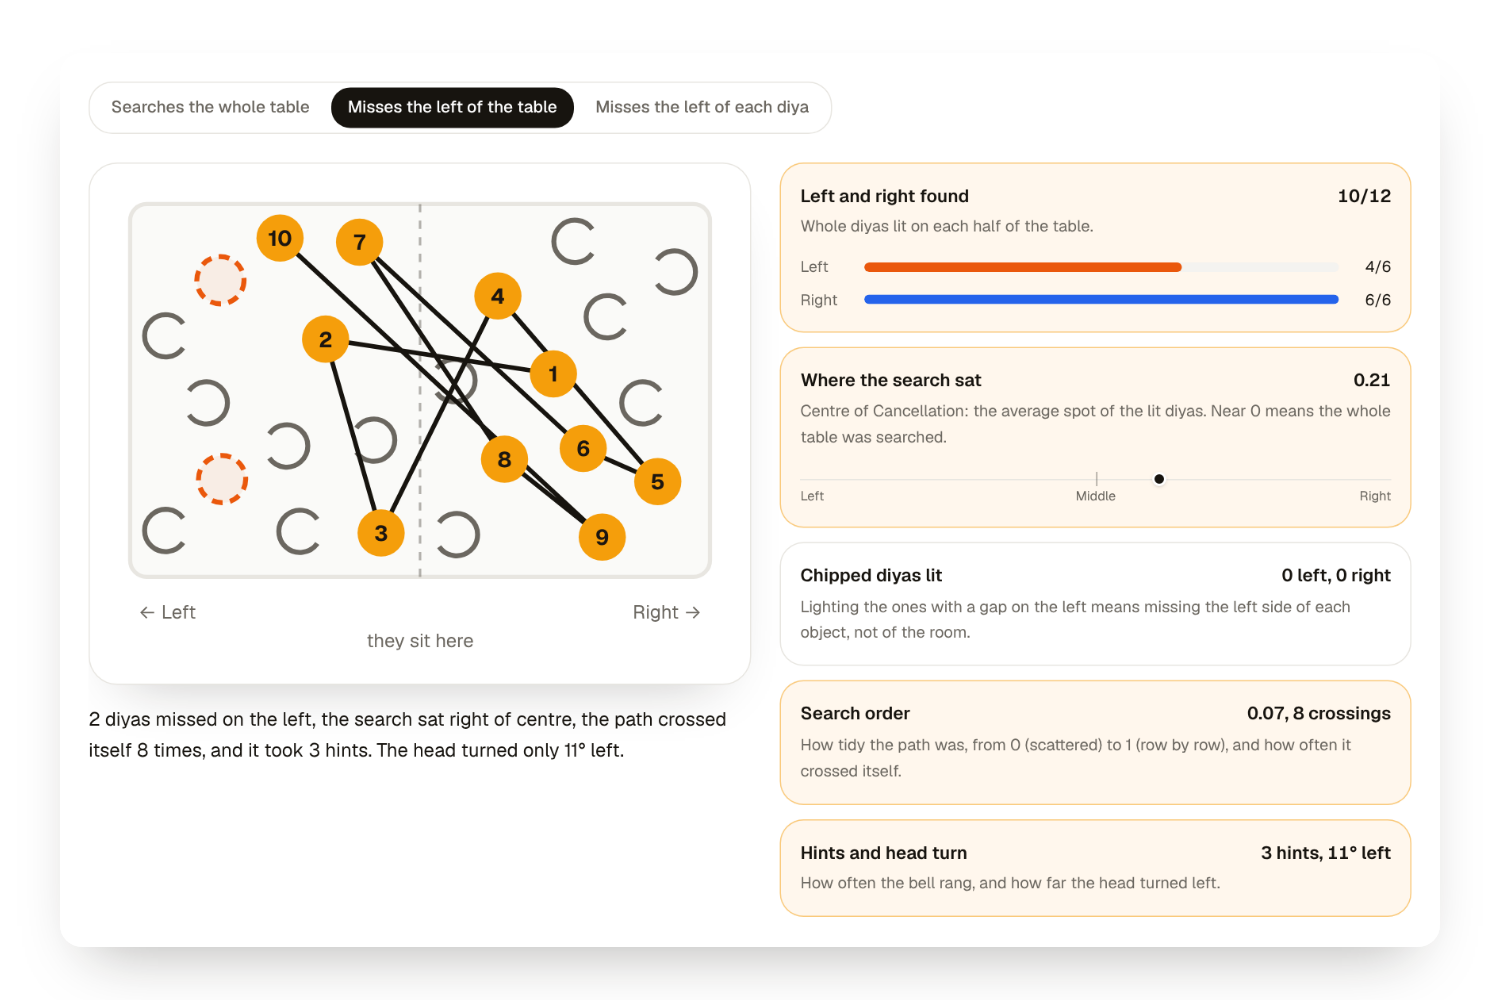 Searches the whole table
Misses the left of the table
Misses the left of each diya
10
7
4
2
1
6
8
5
3
9
← Left
Right →
they sit here
2 diyas missed on the left, the search sat right of centre, the path crossed
itself 8 times, and it took 3 hints. The head turned only 11° left.
Left and right found
10/12
Whole diyas lit on each half of the table.
Left
4/6
Right
6/6
Where the search sat
0.21
Centre of Cancellation: the average spot of the lit diyas. Near 0 means the whole
table was searched.
Left
Middle
Right
Chipped diyas lit
0 left, 0 right
Lighting the ones with a gap on the left means missing the left side of each
object, not of the room.
Search order
0.07, 8 crossings
How tidy the path was, from 0 (scattered) to 1 (row by row), and how often it
crossed itself.
Hints and head turn
3 hints, 11° left
How often the bell rang, and how far the head turned left.